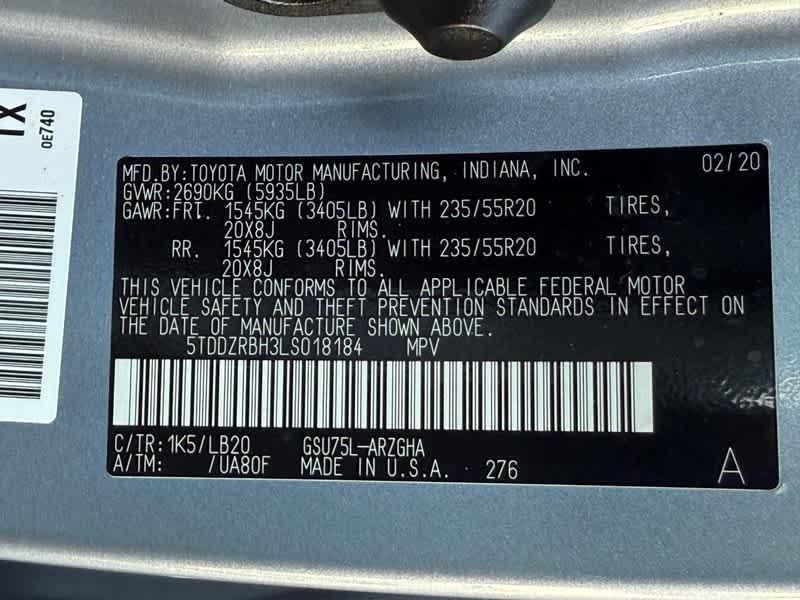 1X
0E740
MFD.BY:TOYOTA MOTOR MANUFACTURING, INDIANA, INC. 02/20
GVWR:2690KG (5935LB)
GAWR:FRT. 1545KG (3405LB) WITH 235/55R20 TIRES,
20X8J RIMS.
RR. 1545KG (3405LB) WITH 235/55R20 TIRES,
20X8J RIMS.
THIS VEHICLE CONFORMS TO ALL APPLICABLE FEDERAL MOTOR
VEHICLE SAFETY AND THEFT PREVENTION STANDARDS IN EFFECT ON
THE DATE OF MANUFACTURE SHOWN ABOVE.
5TDDZRBH3LS018184 MPV
C/TR:1K5/LB20 GSU75L-ARZGHA
A/TM: /UA80F MADE IN U.S.A. 276 A